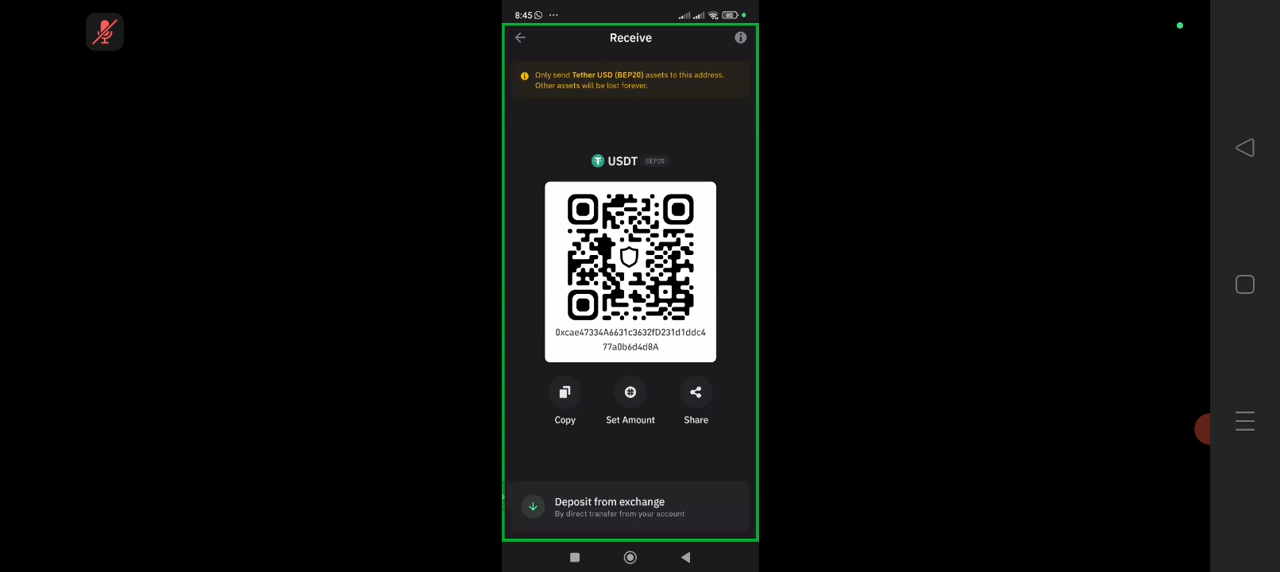 8:45
Receive
Only send Tether USD (BEP20) assets to this address.
Other assets will be lost forever.
USDT BEP20
0xcae47334A6631c3632fD231d1ddc4
77a0b6d4d8A
Copy Set Amount Share
Deposit from exchange
By direct transfer from your account